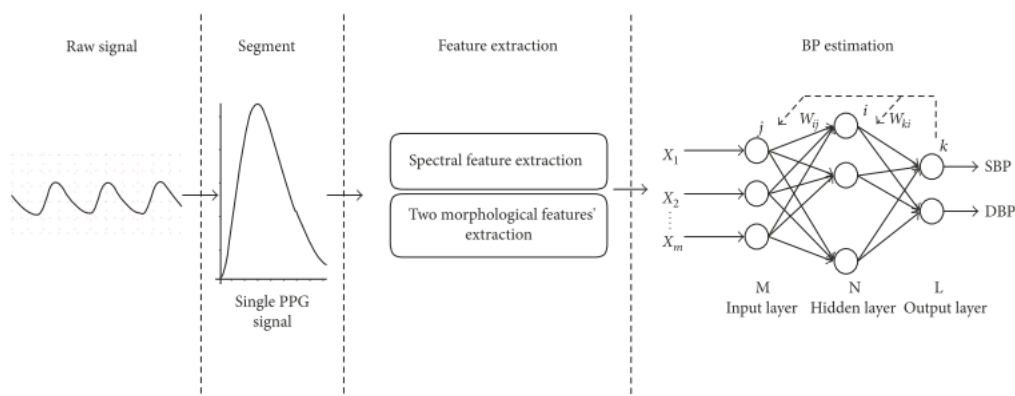 Raw signal
Segment
Feature extraction
BP estimation
Single PPG
signal
Spectral feature extraction
Two morphological features'
extraction
j
W_ij
i
W_ki
k
X_1
X_2
X_m
SBP
DBP
M
N
L
Input layer
Hidden layer
Output layer